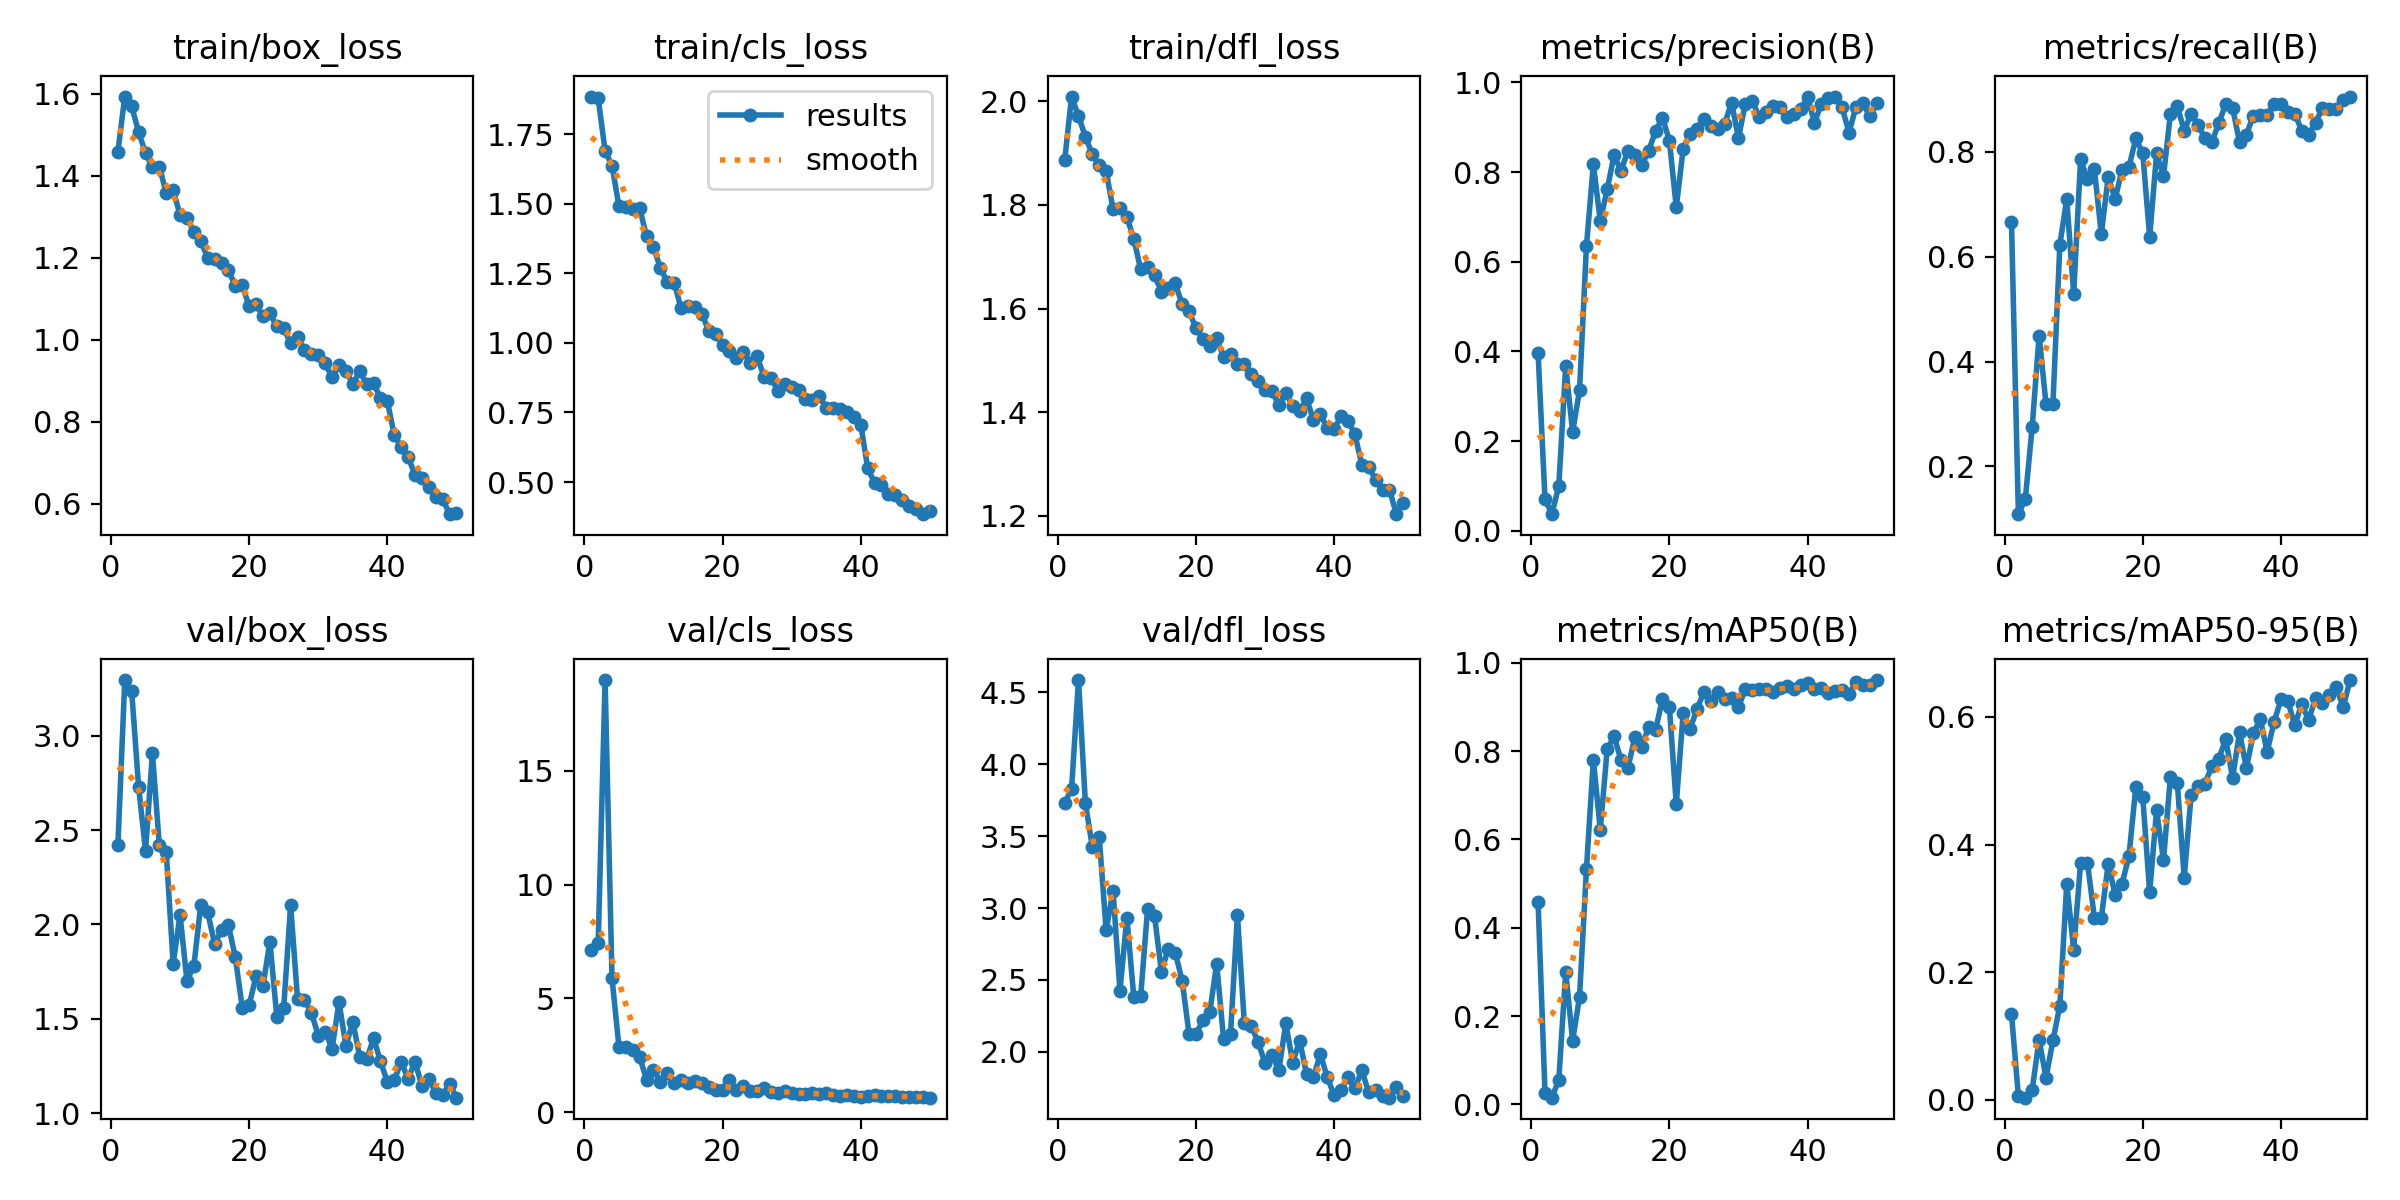 train/box_loss
1.6
1.4
1.2
1.0
0.8
0.6
0 20 40
train/cls_loss
results
smooth
1.75
1.50
1.25
1.00
0.75
0.50
0 20 40
train/dfl_loss
2.0
1.8
1.6
1.4
1.2
0 20 40
metrics/precision(B)
1.0
0.8
0.6
0.4
0.2
0.0
0 20 40
metrics/recall(B)
0.8
0.6
0.4
0.2
0 20 40
val/box_loss
3.0
2.5
2.0
1.5
1.0
0 20 40
val/cls_loss
15
10
5
0
0 20 40
val/dfl_loss
4.5
4.0
3.5
3.0
2.5
2.0
0 20 40
metrics/mAP50(B)
1.0
0.8
0.6
0.4
0.2
0.0
0 20 40
metrics/mAP50-95(B)
0.6
0.4
0.2
0.0
0 20 40